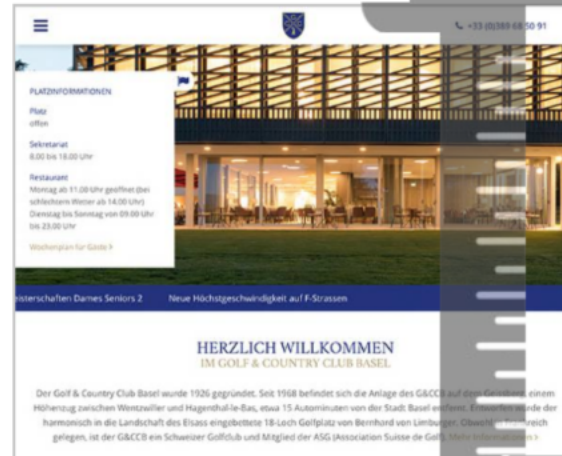 +33 (0)389 68 50 91
PLATZINFORMATIONEN
Platz
offen
Sekretariat
8.00 bis 18.00 Uhr
Restaurant
Montag ab 11.00 Uhr geöffnet (bei
schlechtem Wetter ab 14.00 Uhr)
Dienstag bis Sonntag von 09.00 Uhr
bis 23.00 Uhr
Wochenplan für Gäste >
eisterschaften Dames Seniors 2 Neue Höchstgeschwindigkeit auf F-Strassen
HERZLICH WILLKOMMEN
IM GOLF & COUNTRY CLUB BASEL
Der Golf & Country Club Basel wurde 1926 gegründet. Seit 1968 befindet sich die Anlage des G&CCB auf dem Geissberg, einem
Höhenzug zwischen Wentzwiller und Hagenthal-le-Bas, etwa 15 Autominuten von der Stadt Basel entfernt. Entworfen wurde der
harmonisch in die Landschaft des Elsass eingebettete 18-Loch Golfplatz von Bernhard von Limburger. Obwohl in Frankreich
gelegen, ist der G&CCB ein Schweizer Golfclub und Mitglied der ASG (Association Suisse de Golf). Mehr Informationen >